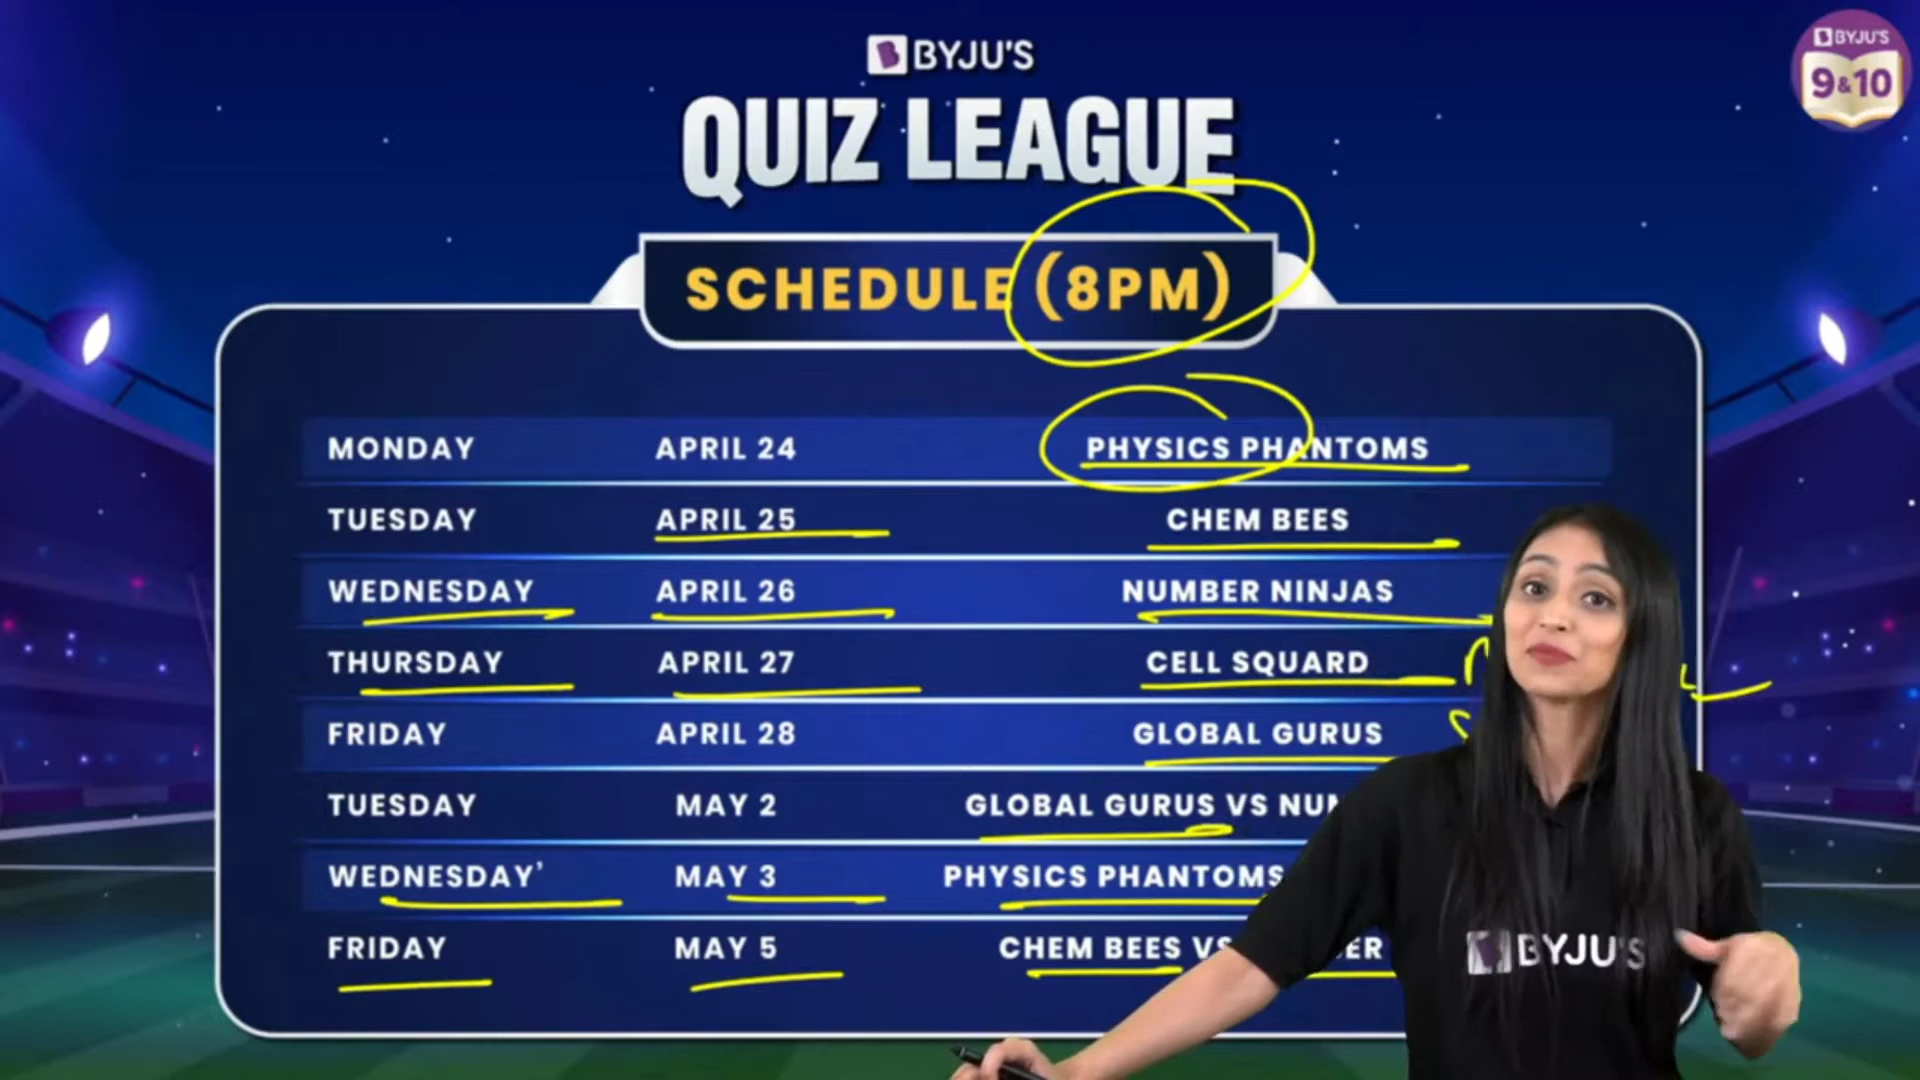 BYJU'S
QUIZ LEAGUE
BYJU'S
9&10
SCHEDULE (8PM)
MONDAY APRIL 24 PHYSICS PHANTOMS
TUESDAY APRIL 25 CHEM BEES
WEDNESDAY APRIL 26 NUMBER NINJAS
THURSDAY APRIL 27 CELL SQUARD
FRIDAY APRIL 28 GLOBAL GURUS
TUESDAY MAY 2 GLOBAL GURUS VS
WEDNESDAY' MAY 3 PHYSICS PHANTOMS
FRIDAY MAY 5 CHEM BEES VS
BYJU'S